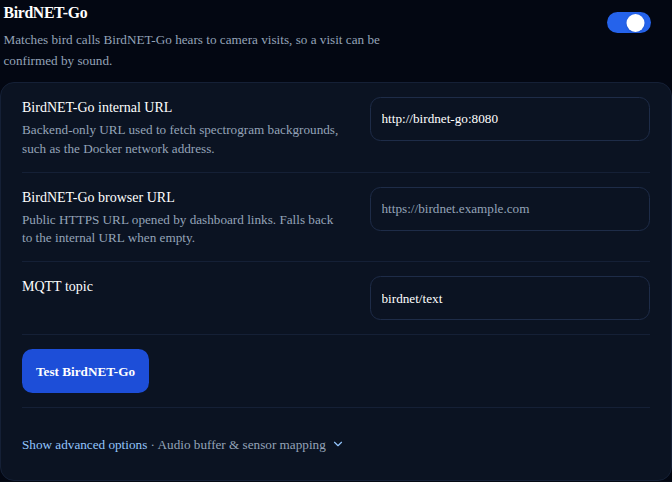 BirdNET-Go
Matches bird calls BirdNET-Go hears to camera visits, so a visit can be
confirmed by sound.
BirdNET-Go internal URL
Backend-only URL used to fetch spectrogram backgrounds,
such as the Docker network address.
http://birdnet-go:8080
BirdNET-Go browser URL
Public HTTPS URL opened by dashboard links. Falls back
to the internal URL when empty.
https://birdnet.example.com
MQTT topic
birdnet/text
Test BirdNET-Go
Show advanced options · Audio buffer & sensor mapping